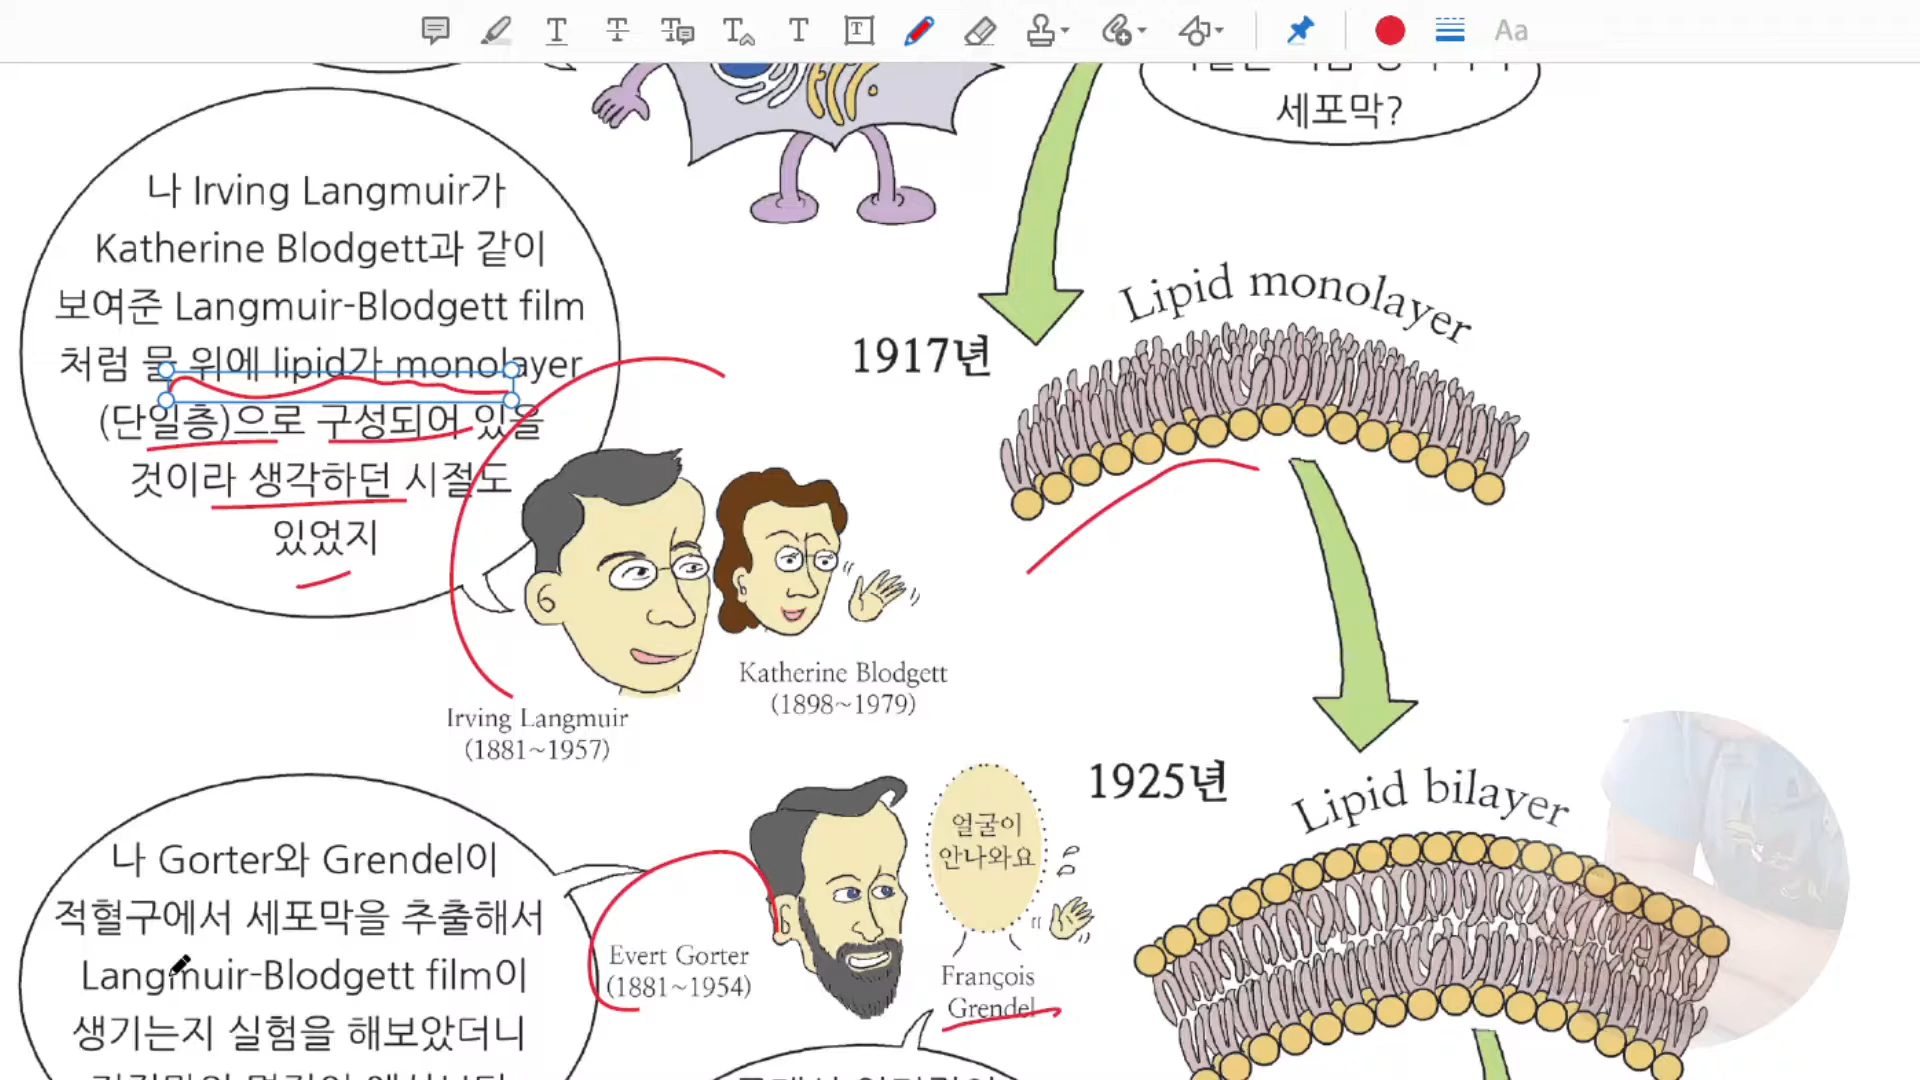 Aa
세포막?
나 Irving Langmuir가
Katherine Blodgett과 같이
보여준 Langmuir-Blodgett film
처럼 물 위에 lipid가 monolayer
(단일층)으로 구성되어 있을
것이라 생각하던 시절도
있었지
1917년
Lipid monolayer
Katherine Blodgett
(1898~1979)
Irving Langmuir
(1881~1957)
1925년
Lipid bilayer
얼굴이
안나와요
나 Gorter와 Grendel이
적혈구에서 세포막을 추출해서
Langmuir-Blodgett film이
생기는지 실험을 해보았더니
Evert Gorter
(1881~1954)
François
Grendel